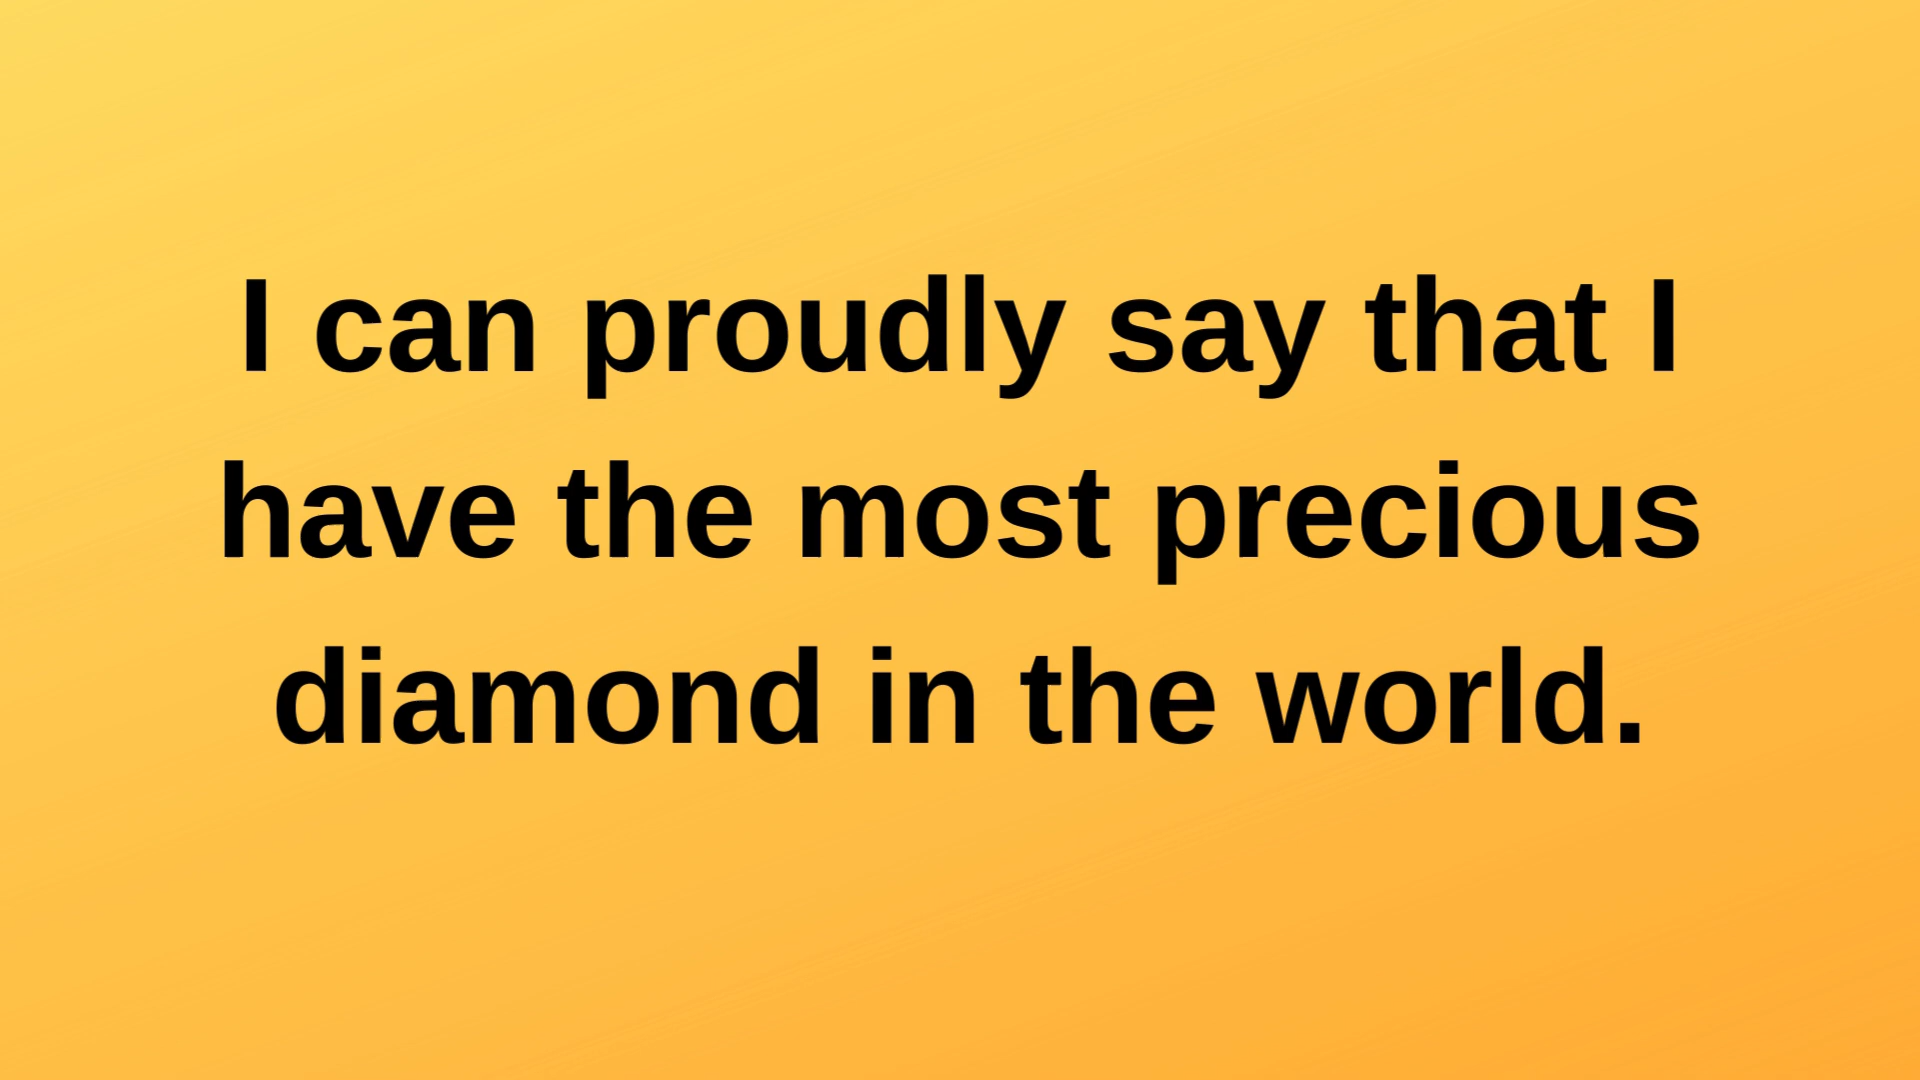 I can proudly say that I
have the most precious
diamond in the world.